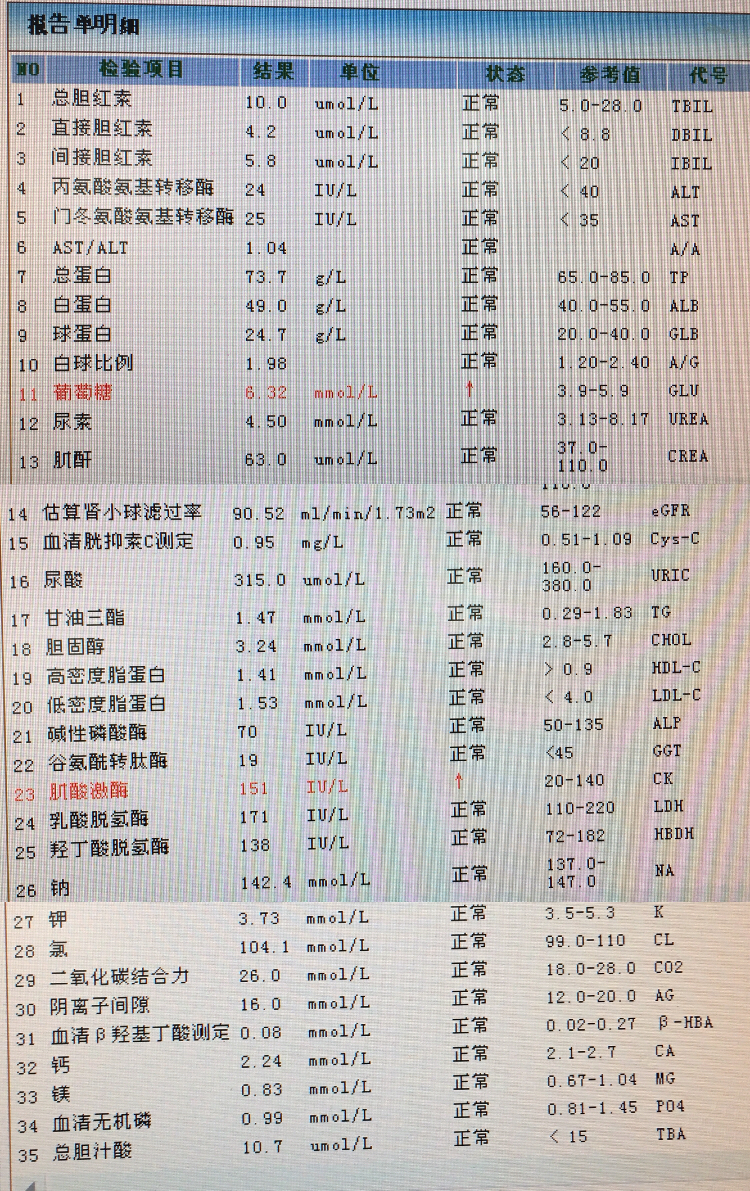 报告单明细
NO 检验项目 结果 单位 状态 参考值 代号
1 总胆红素 10.0 umol/L 正常 5.0-28.0 TBIL
2 直接胆红素 4.2 umol/L 正常 < 8.8 DBIL
3 间接胆红素 5.8 umol/L 正常 < 20 IBIL
4 丙氨酸氨基转移酶 24 IU/L 正常 < 40 ALT
5 门冬氨酸氨基转移酶 25 IU/L 正常 < 35 AST
6 AST/ALT 1.04 正常 A/A
7 总蛋白 73.7 g/L 正常 65.0-85.0 TP
8 白蛋白 49.0 g/L 正常 40.0-55.0 ALB
9 球蛋白 24.7 g/L 正常 20.0-40.0 GLB
10 白球比例 1.98 正常 1.20-2.40 A/G
11 葡萄糖 6.32 mmol/L ↑ 3.9-5.9 GLU
12 尿素 4.50 mmol/L 正常 3.13-8.17 UREA
13 肌酐 63.0 umol/L 正常 37.0-110.0 CREA
14 估算肾小球滤过率 90.52 ml/min/1.73m2 正常 56-122 eGFR
15 血清胱抑素C测定 0.95 mg/L 正常 0.51-1.09 Cys-C
16 尿酸 315.0 umol/L 正常 160.0-380.0 URIC
17 甘油三酯 1.47 mmol/L 正常 0.29-1.83 TG
18 胆固醇 3.24 mmol/L 正常 2.8-5.7 CHOL
19 高密度脂蛋白 1.41 mmol/L 正常 > 0.9 HDL-C
20 低密度脂蛋白 1.53 mmol/L 正常 < 4.0 LDL-C
21 碱性磷酸酶 70 IU/L 正常 50-135 ALP
22 谷氨酰转肽酶 19 IU/L 正常 <45 GGT
23 肌酸激酶 151 IU/L ↑ 20-140 CK
24 乳酸脱氢酶 171 IU/L 正常 110-220 LDH
25 羟丁酸脱氢酶 138 IU/L 正常 72-182 HBDH
26 钠 142.4 mmol/L 正常 137.0-147.0 NA
27 钾 3.73 mmol/L 正常 3.5-5.3 K
28 氯 104.1 mmol/L 正常 99.0-110 CL
29 二氧化碳结合力 26.0 mmol/L 正常 18.0-28.0 CO2
30 阴离子间隙 16.0 mmol/L 正常 12.0-20.0 AG
31 血清β羟基丁酸测定 0.08 mmol/L 正常 0.02-0.27 β-HBA
32 钙 2.24 mmol/L 正常 2.1-2.7 CA
33 镁 0.83 mmol/L 正常 0.67-1.04 MG
34 血清无机磷 0.99 mmol/L 正常 0.81-1.45 PO4
35 总胆汁酸 10.7 umol/L 正常 < 15 TBA